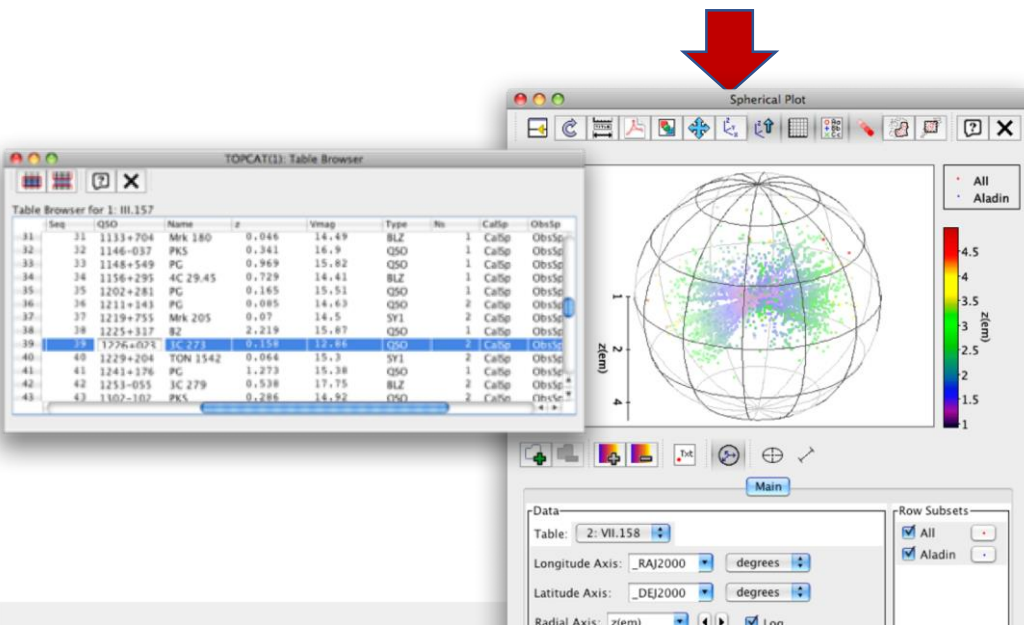 TOPCAT(1): Table Browser
Table Browser for 1: III.157
Seq QSO Name z Vmag Type Ns CalSp ObsSp
31 31 1133+704 Mrk 180 0.046 14.49 BLZ 1 CalSp ObsSp
32 32 1146-037 PKS 0.341 16.9 QSO 1 CalSp ObsSp
33 33 1148+549 PG 0.969 15.82 QSO 1 CalSp ObsSp
34 34 1156+295 4C 29.45 0.729 14.41 BLZ 1 CalSp ObsSp
35 35 1202+281 PG 0.165 15.51 QSO 1 CalSp ObsSp
36 36 1211+143 PG 0.085 14.63 QSO 2 CalSp ObsSp
37 37 1219+755 Mrk 205 0.07 14.5 SY1 2 CalSp ObsSp
38 38 1225+317 B2 2.219 15.87 QSO 1 CalSp ObsSp
39 39 1226+023 3C 273 0.158 12.86 QSO 2 CalSp ObsSp
40 40 1229+204 TON 1542 0.064 15.3 SY1 2 CalSp ObsSp
41 41 1241+176 PG 1.273 15.38 QSO 1 CalSp ObsSp
42 42 1253-055 3C 279 0.538 17.75 BLZ 2 CalSp ObsSp
43 43 1302-102 PKS 0.286 14.92 QSO 2 CalSp ObsSp
Spherical Plot
All
Aladin
1
2
4
z(em)
4.5
4
3.5
3
2.5
2
1.5
1
z(em)
.Txt
Main
Data
Table: 2: VII.158
Longitude Axis: _RAJ2000 degrees
Latitude Axis: _DEJ2000 degrees
Radial Axis: z(em) Log
Row Subsets
All
Aladin